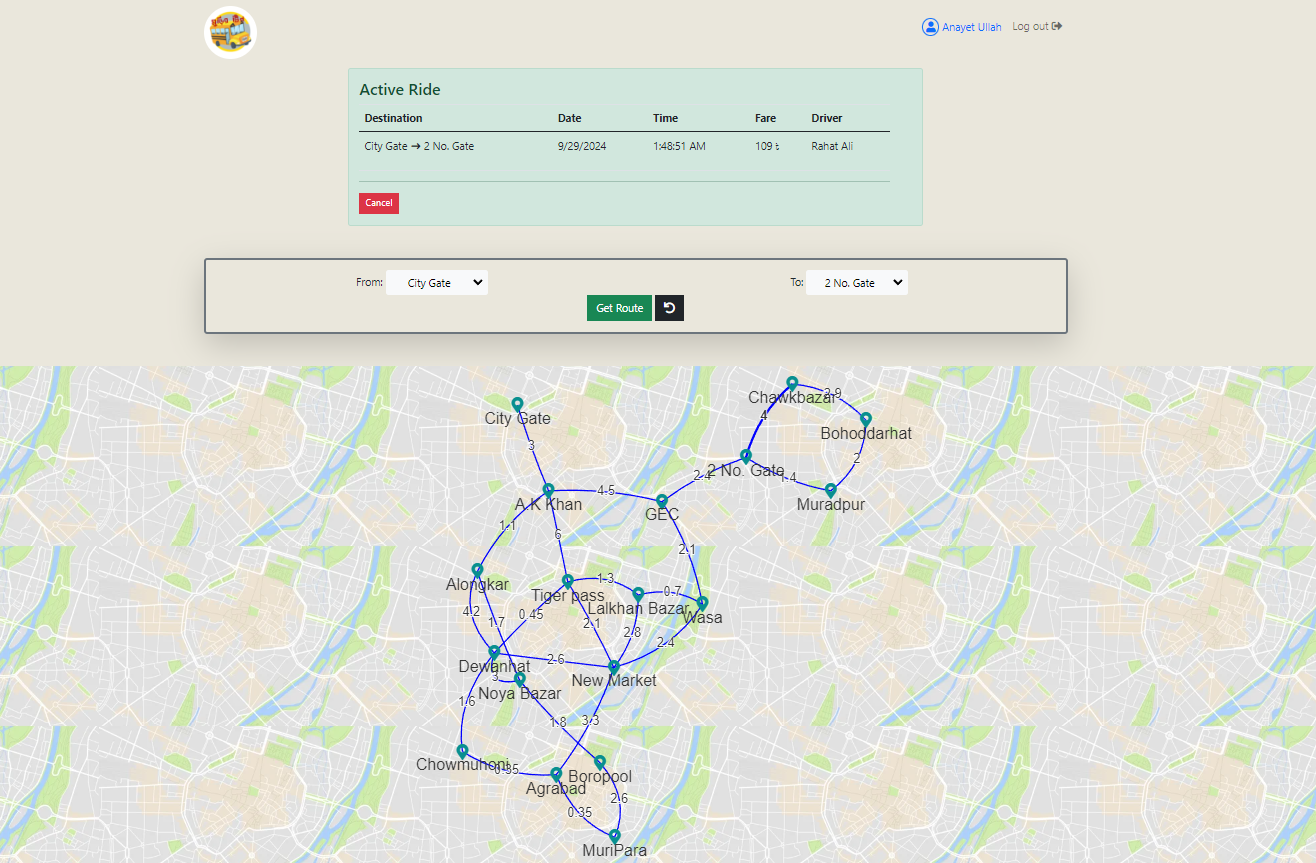 Anayet Ullah Log out
Active Ride
Destination Date Time Fare Driver
City Gate → 2 No. Gate 9/29/2024 1:48:51 AM 109 ৳ Rahat Ali
Cancel
From: City Gate To: 2 No. Gate
Get Route
Chawkbazar
2.9
City Gate
4
Bohoddarhat
3
2
2 No. Gate
2.4
1.4
4.5
A.K Khan
GEC
Muradpur
1.1
6
2.1
Alongkar
1.3
0.7
Tiger pass
Lalkhan Bazar
4.2
0.45
Wasa
1.7
2.1
2.8
2.4
2.6
Dewanhat
3
New Market
Noya Bazar
1.6
1.8
3.3
Chowmuhoni
Boropool
Agrabad
2.6
0.35
MuriPara